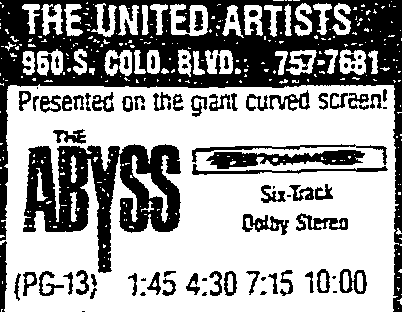 THE UNITED ARTISTS
960 S. COLO. BLVD. 757-7681
Presented on the giant curved screen!
THE
ABYSS
70MM
Six-Track
Dolby Stereo
(PG-13) 1:45 4:30 7:15 10:00